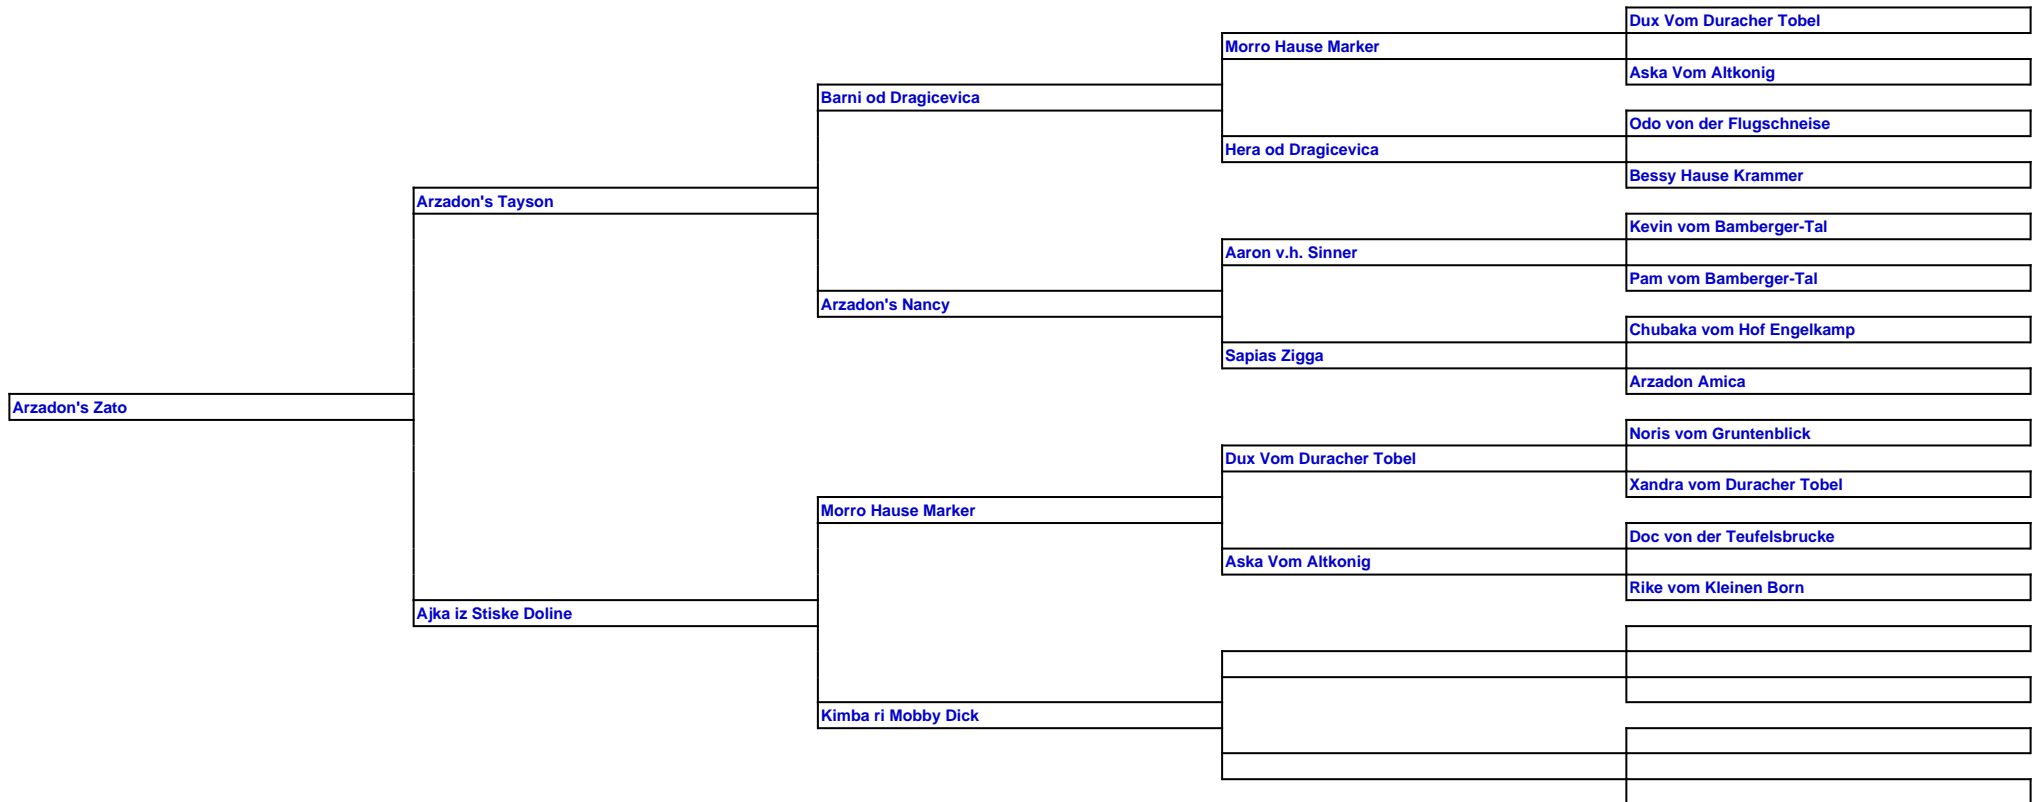 Dux Vom Duracher Tobel
Morro Hause Marker
Aska Vom Altkonig
Barni od Dragicevica
Odo von der Flugschneise
Hera od Dragicevica
Bessy Hause Krammer
Arzadon's Tayson
Kevin vom Bamberger-Tal
Aaron v.h. Sinner
Pam vom Bamberger-Tal
Arzadon's Nancy
Chubaka vom Hof Engelkamp
Sapias Zigga
Arzadon Amica
Arzadon's Zato
Noris vom Gruntenblick
Dux Vom Duracher Tobel
Xandra vom Duracher Tobel
Morro Hause Marker
Doc von der Teufelsbrucke
Aska Vom Altkonig
Rike vom Kleinen Born
Ajka iz Stiske Doline
Kimba ri Mobby Dick